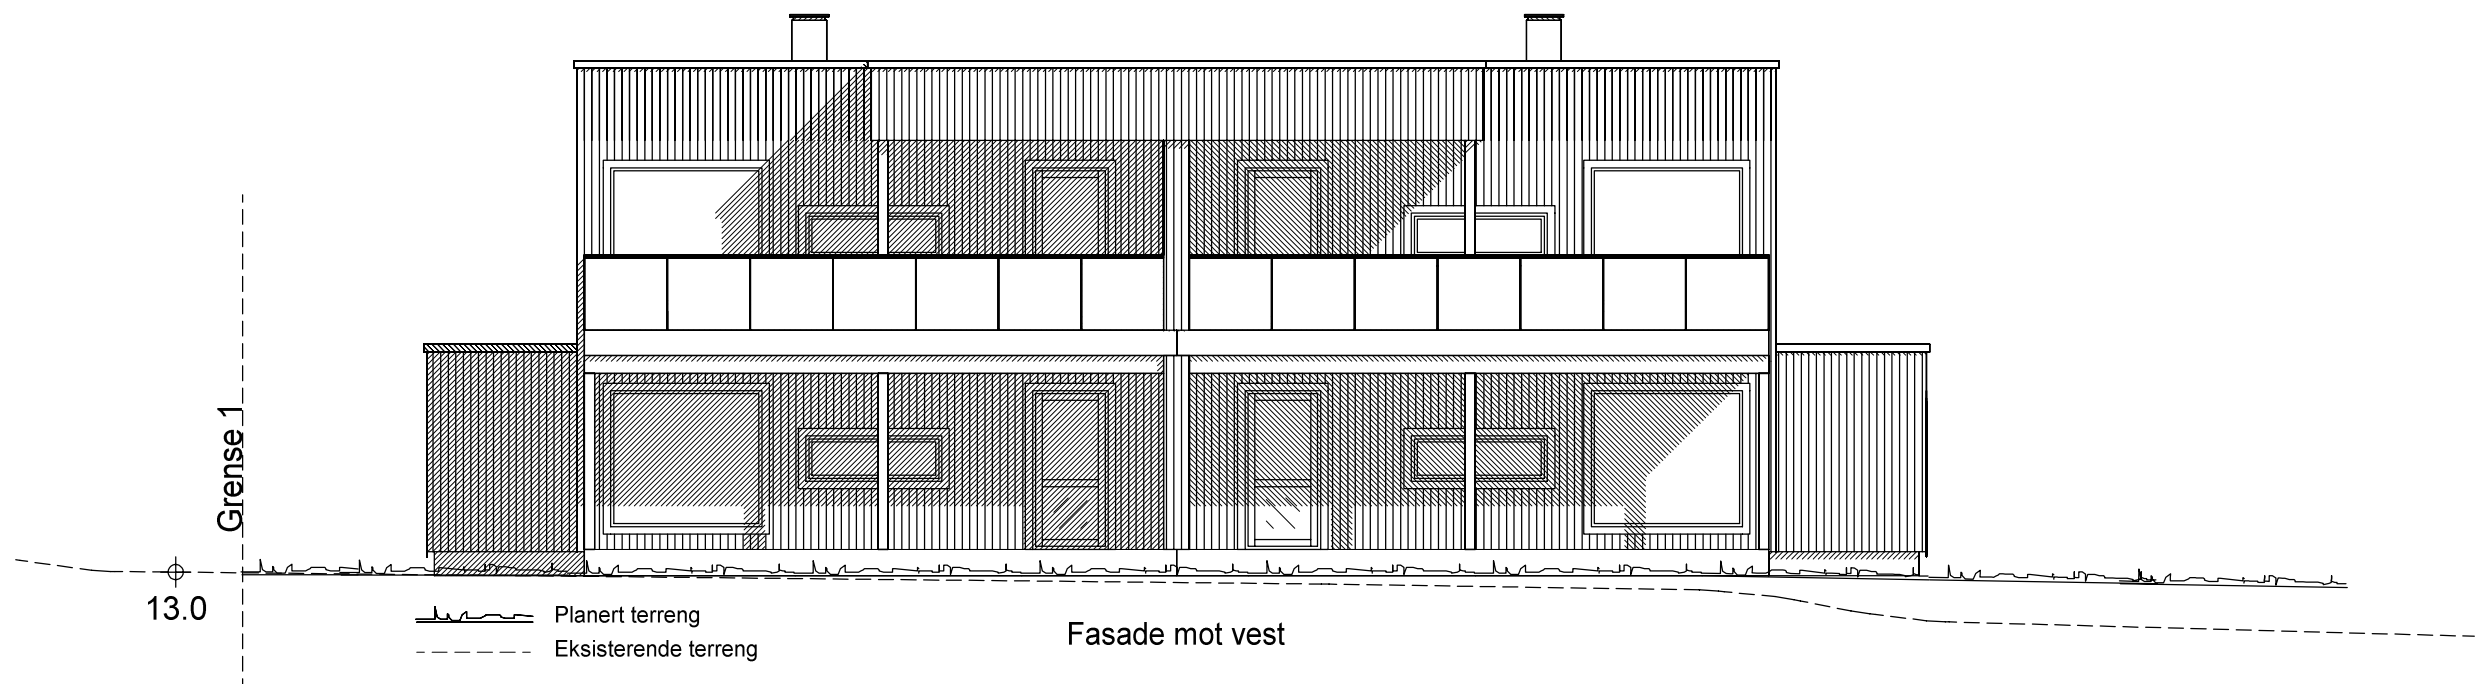 Grense 1
13.0
Planert terreng
Eksisterende terreng
Fasade mot vest